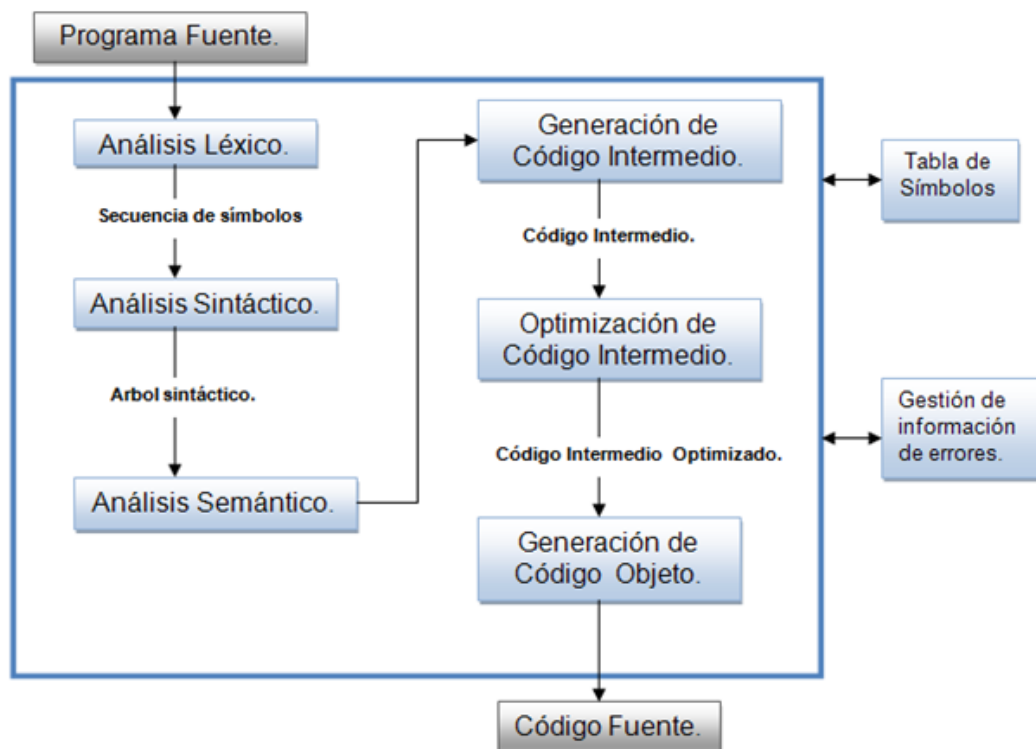 Programa Fuente.
Análisis Léxico.
Secuencia de símbolos
Análisis Sintáctico.
Arbol sintáctico.
Análisis Semántico.
Generación de
Código Intermedio.
Código Intermedio.
Optimización de
Código Intermedio.
Código Intermedio Optimizado.
Generación de
Código Objeto.
Código Fuente.
Tabla de
Símbolos
Gestión de
información
de errores.